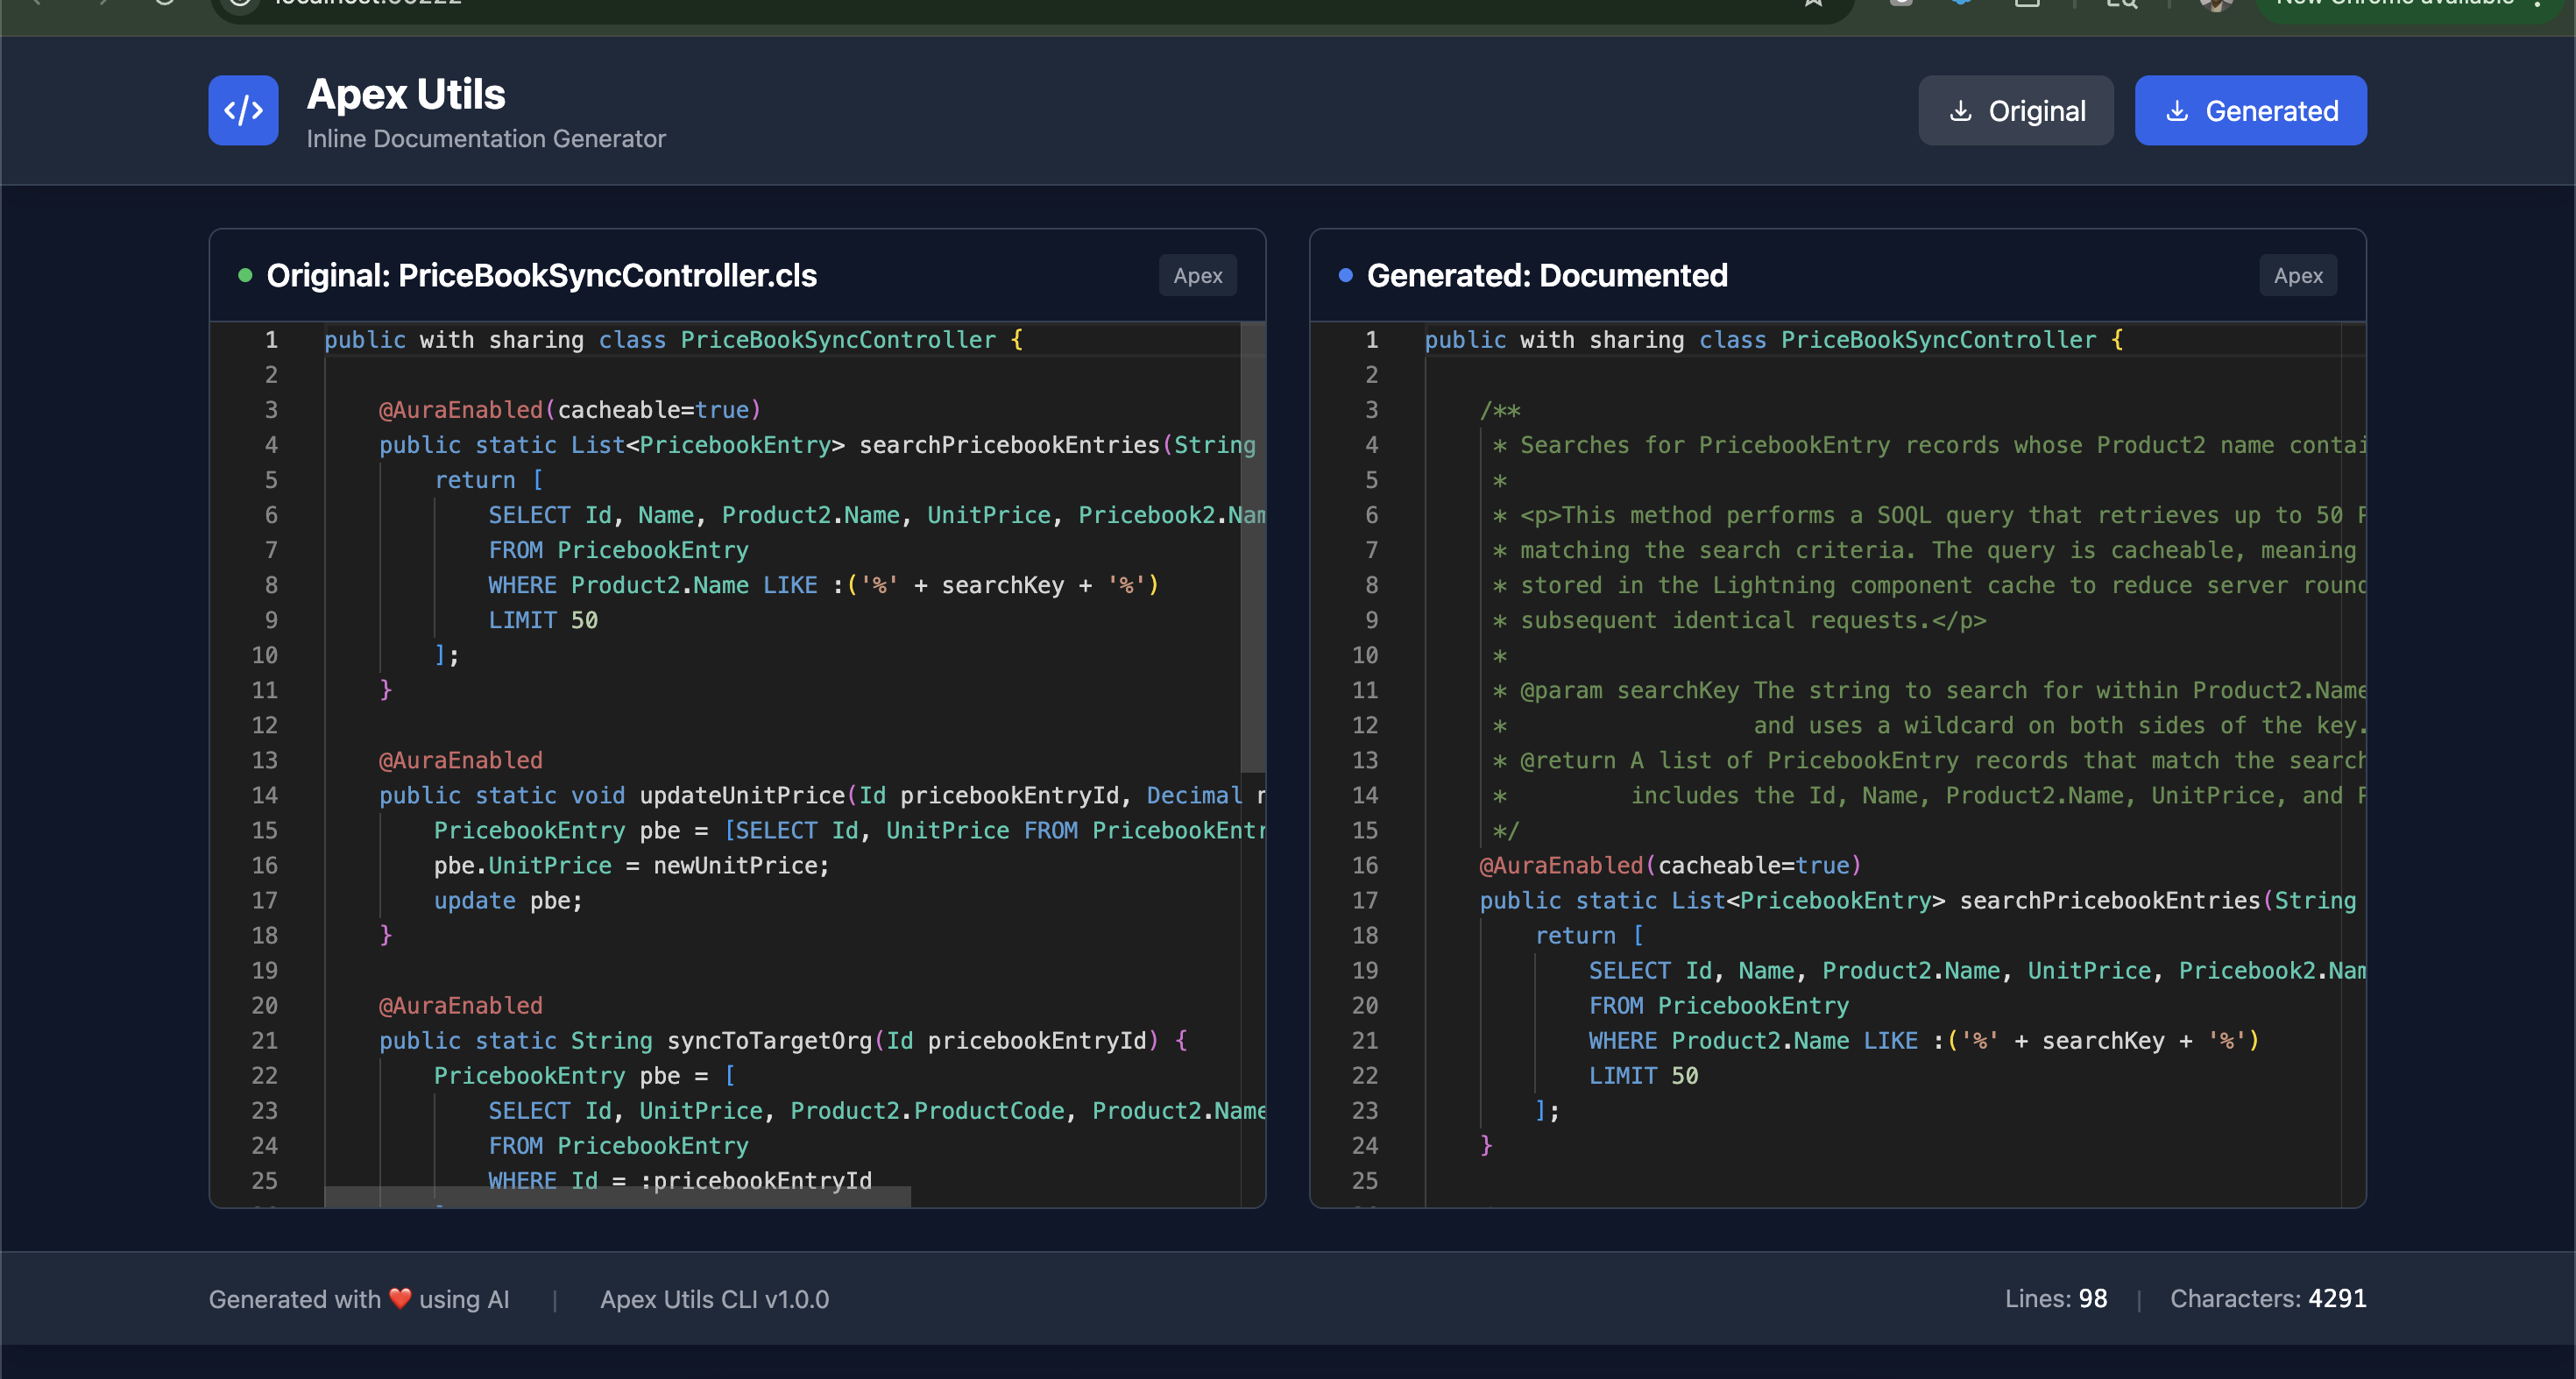 Apex Utils
Inline Documentation Generator
Original
Generated
Original: PriceBookSyncController.cls
Apex
1 public with sharing class PriceBookSyncController {
2
3 @AuraEnabled(cacheable=true)
4 public static List<PricebookEntry> searchPricebookEntries(String
5 return [
6 SELECT Id, Name, Product2.Name, UnitPrice, Pricebook2.Nam
7 FROM PricebookEntry
8 WHERE Product2.Name LIKE :('%' + searchKey + '%')
9 LIMIT 50
10 ];
11 }
12
13 @AuraEnabled
14 public static void updateUnitPrice(Id pricebookEntryId, Decimal
15 PricebookEntry pbe = [SELECT Id, UnitPrice FROM PricebookEntr
16 pbe.UnitPrice = newUnitPrice;
17 update pbe;
18 }
19
20 @AuraEnabled
21 public static String syncToTargetOrg(Id pricebookEntryId) {
22 PricebookEntry pbe = [
23 SELECT Id, UnitPrice, Product2.ProductCode, Product2.Name
24 FROM PricebookEntry
25 WHERE Id = :pricebookEntryId
Generated: Documented
Apex
1 public with sharing class PriceBookSyncController {
2
3 /**
4 * Searches for PricebookEntry records whose Product2 name contai
5 *
6 * <p>This method performs a SOQL query that retrieves up to 50
7 * matching the search criteria. The query is cacheable, meaning
8 * stored in the Lightning component cache to reduce server roun
9 * subsequent identical requests.</p>
10 *
11 * @param searchKey The string to search for within Product2.Name
12 * and uses a wildcard on both sides of the key.
13 * @return A list of PricebookEntry records that match the search
14 * includes the Id, Name, Product2.Name, UnitPrice, and
15 */
16 @AuraEnabled(cacheable=true)
17 public static List<PricebookEntry> searchPricebookEntries(String
18 return [
19 SELECT Id, Name, Product2.Name, UnitPrice, Pricebook2.Nam
20 FROM PricebookEntry
21 WHERE Product2.Name LIKE :('%' + searchKey + '%')
22 LIMIT 50
23 ];
24 }
25
Generated with ❤️ using AI | Apex Utils CLI v1.0.0
Lines: 98 | Characters: 4291